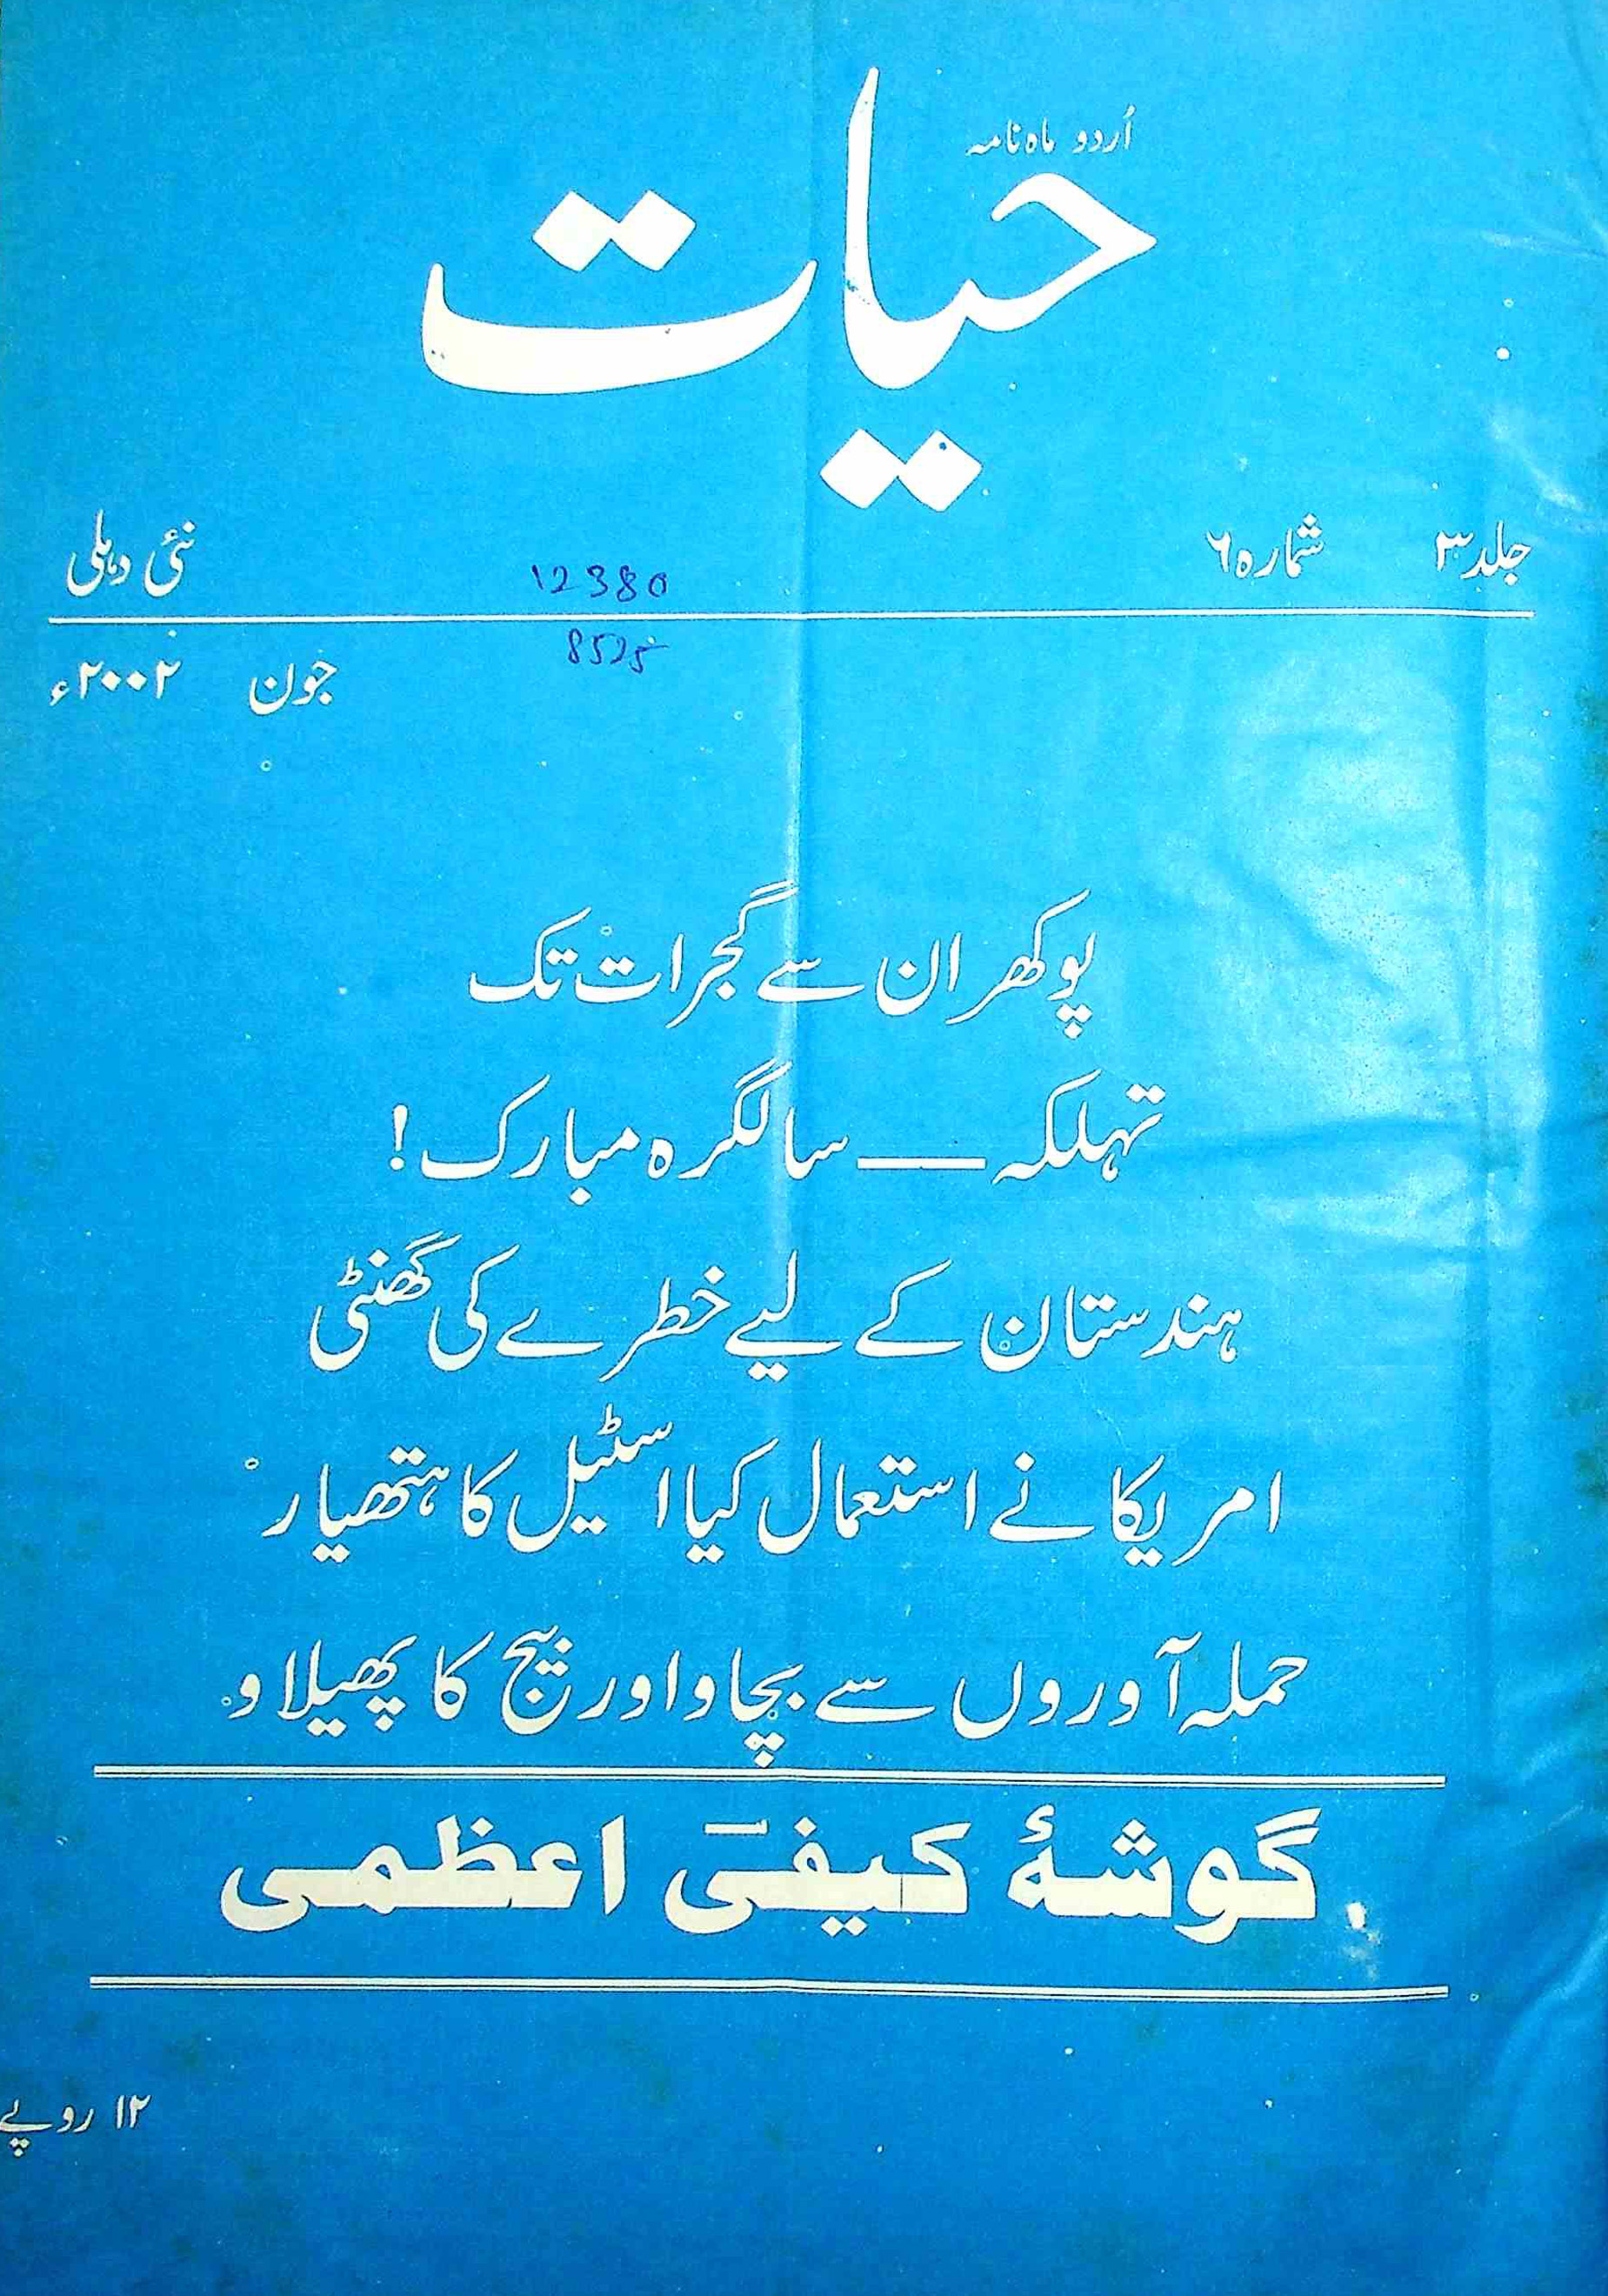 اُردو ماہ نامہ
حیات
جلد ۳ شمارہ ۶ نئی دہلی
12380
8525
جون ۲۰۰۲ء
پوکھران سے گجرات تک
تہلکہ — سالگرہ مبارک!
ہندستان کے لیے خطرے کی گھنٹی
امریکا نے استعمال کیا اسٹیل کا ہتھیار
حملہ آوروں سے بچاو اور بیج کا پھیلاو
گوشۂ کیفیؔ اعظمی
۱۲ روپے